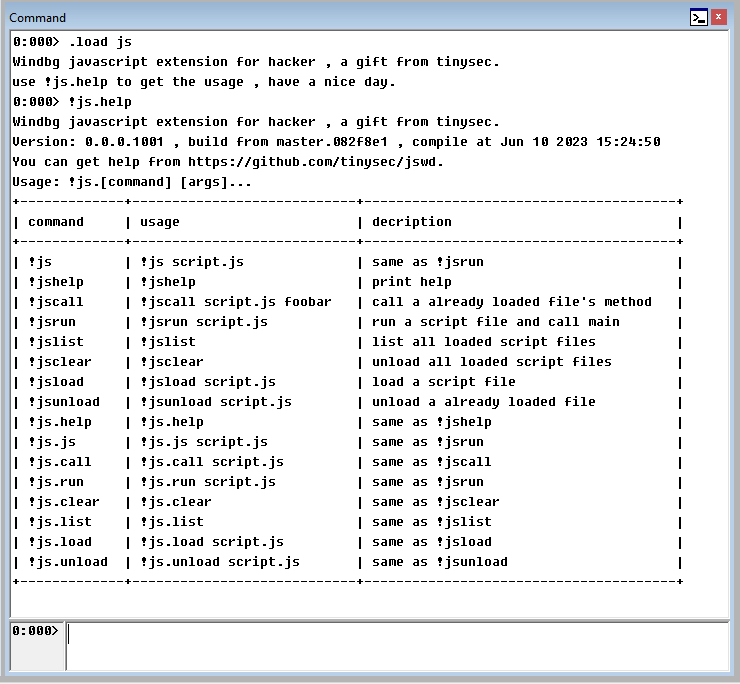 Command
0:000> .load js
Windbg javascript extension for hacker , a gift from tinysec.
use !js.help to get the usage , have a nice day.
0:000> !js.help
Windbg javascript extension for hacker , a gift from tinysec.
Version: 0.0.0.1001 , build from master.082f8e1 , compile at Jun 10 2023 15:24:50
You can get help from https://github.com/tinysec/jswd.
Usage: !js.[command] [args]...
+-------------+----------------------------+---------------------------------------+
| command     | usage                      | decription                            |
+-------------+----------------------------+---------------------------------------+
| !js         | !js script.js              | same as !jsrun                        |
| !jshelp     | !jshelp                    | print help                            |
| !jscall     | !jscall script.js foobar   | call a already loaded file's method   |
| !jsrun      | !jsrun script.js           | run a script file and call main       |
| !jslist     | !jslist                    | list all loaded script files          |
| !jsclear    | !jsclear                   | unload all loaded script files        |
| !jsload     | !jsload script.js          | load a script file                    |
| !jsunload   | !jsunload script.js        | unload a already loaded file          |
| !js.help    | !js.help                   | same as !jshelp                       |
| !js.js      | !js.js script.js           | same as !jsrun                        |
| !js.call    | !js.call script.js         | same as !jscall                       |
| !js.run     | !js.run script.js          | same as !jsrun                        |
| !js.clear   | !js.clear                  | same as !jsclear                      |
| !js.list    | !js.list                   | same as !jslist                       |
| !js.load    | !js.load script.js         | same as !jsload                       |
| !js.unload  | !js.unload script.js       | same as !jsunload                     |
+-------------+----------------------------+---------------------------------------+
0:000>